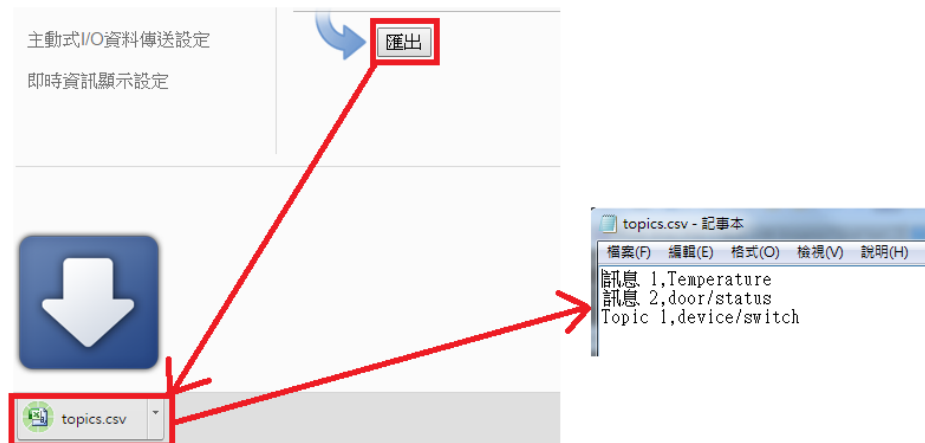 主動式I/O資料傳送設定
匯出
即時資訊顯示設定
topics.csv - 記事本
檔案(F) 編輯(E) 格式(O) 檢視(V) 說明(H)
訊息 1,Temperature
訊息 2,door/status
Topic 1,device/switch
topics.csv